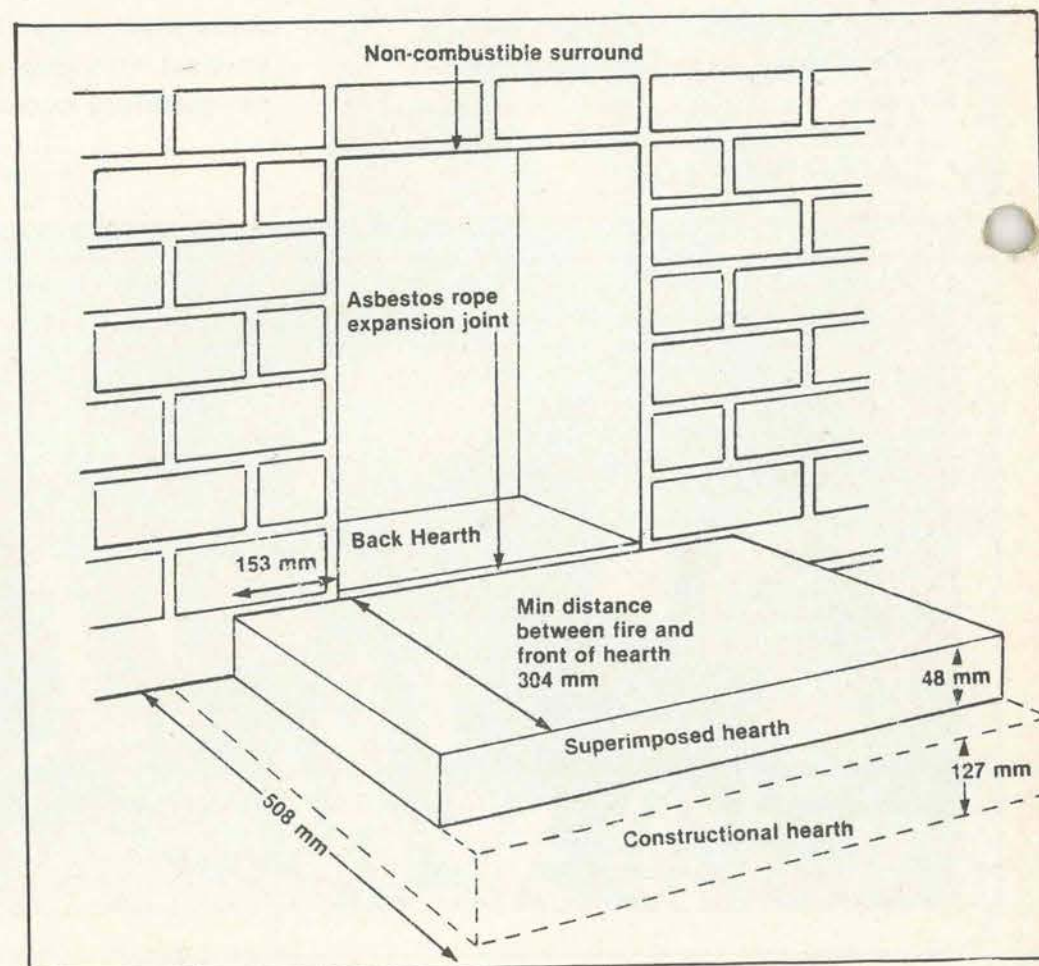 Non-combustible surround
Asbestos rope
expansion joint
Back Hearth
153 mm
Min distance
between fire and
front of hearth
304 mm
48 mm
Superimposed hearth
127 mm
508 mm
Constructional hearth